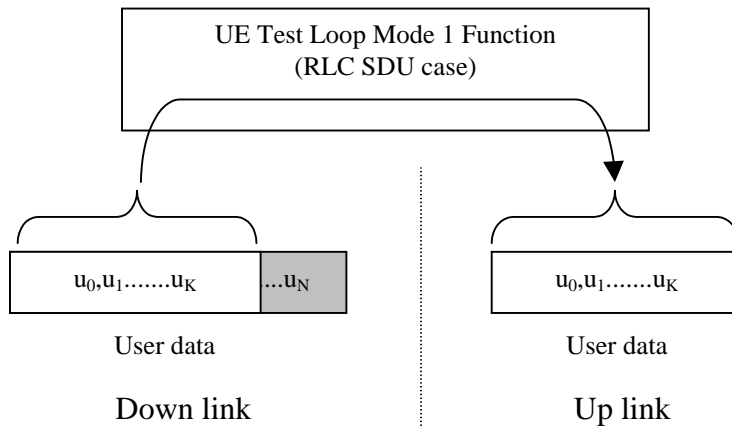 UE Test Loop Mode 1 Function
(RLC SDU case)
u0,u1.......uK ....uN
u0,u1.......uK
User data
User data
Down link
Up link